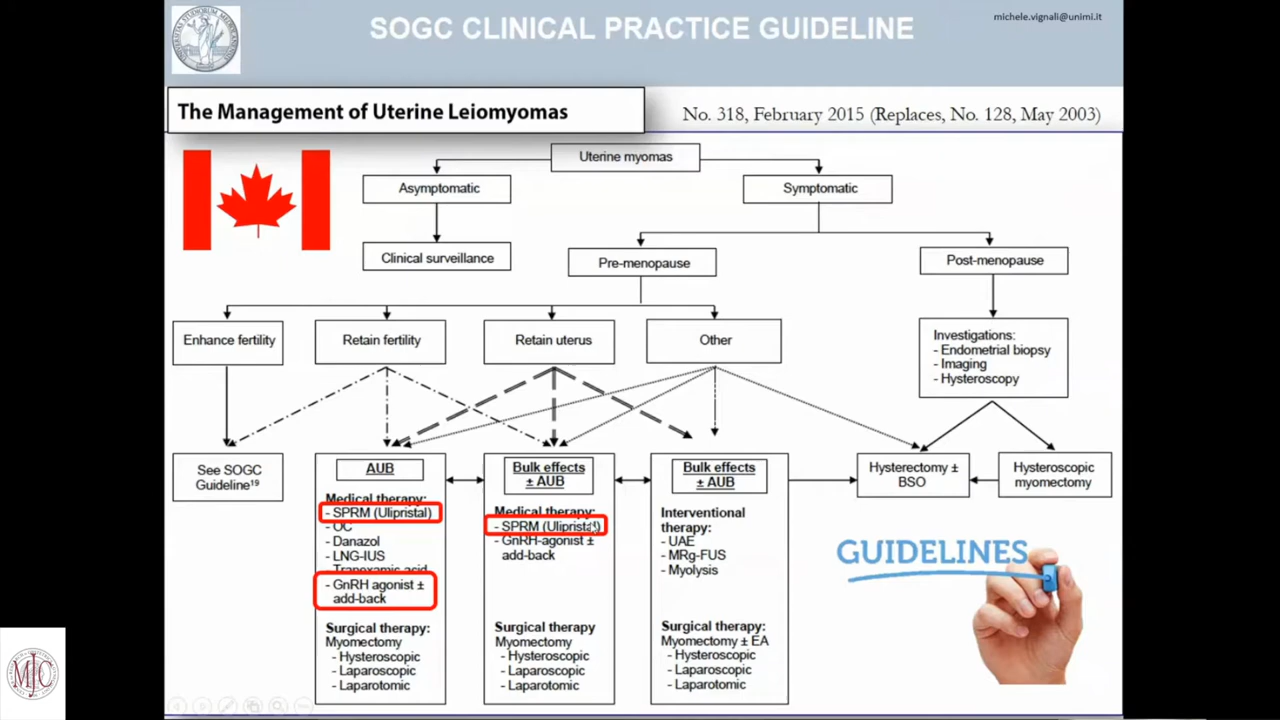 michele.vignali@unimi.it
SOGC CLINICAL PRACTICE GUIDELINE
The Management of Uterine Leiomyomas
No. 318, February 2015 (Replaces, No. 128, May 2003)
Uterine myomas
Asymptomatic
Symptomatic
Clinical surveillance
Pre-menopause
Post-menopause
Enhance fertility
Retain fertility
Retain uterus
Other
Investigations:
- Endometrial biopsy
- Imaging
- Hysteroscopy
See SOGC
Guideline¹⁹
AUB
Medical therapy:
- SPRM (Ulipristal)
- OC
- Danazol
- LNG-IUS
- Tranexamic acid
- GnRH agonist ±
add-back
Surgical therapy:
Myomectomy
- Hysteroscopic
- Laparoscopic
- Laparotomic
Bulk effects
± AUB
Medical therapy:
- SPRM (Ulipristal)
- GnRH-agonist ±
add-back
Surgical therapy
Myomectomy
- Hysteroscopic
- Laparoscopic
- Laparotomic
Bulk effects
± AUB
Interventional
therapy:
- UAE
- MRg-FUS
- Myolysis
Surgical therapy:
Myomectomy ± EA
- Hysteroscopic
- Laparoscopic
- Laparotomic
Hysterectomy ±
BSO
Hysteroscopic
myomectomy
GUIDELINES
MJC